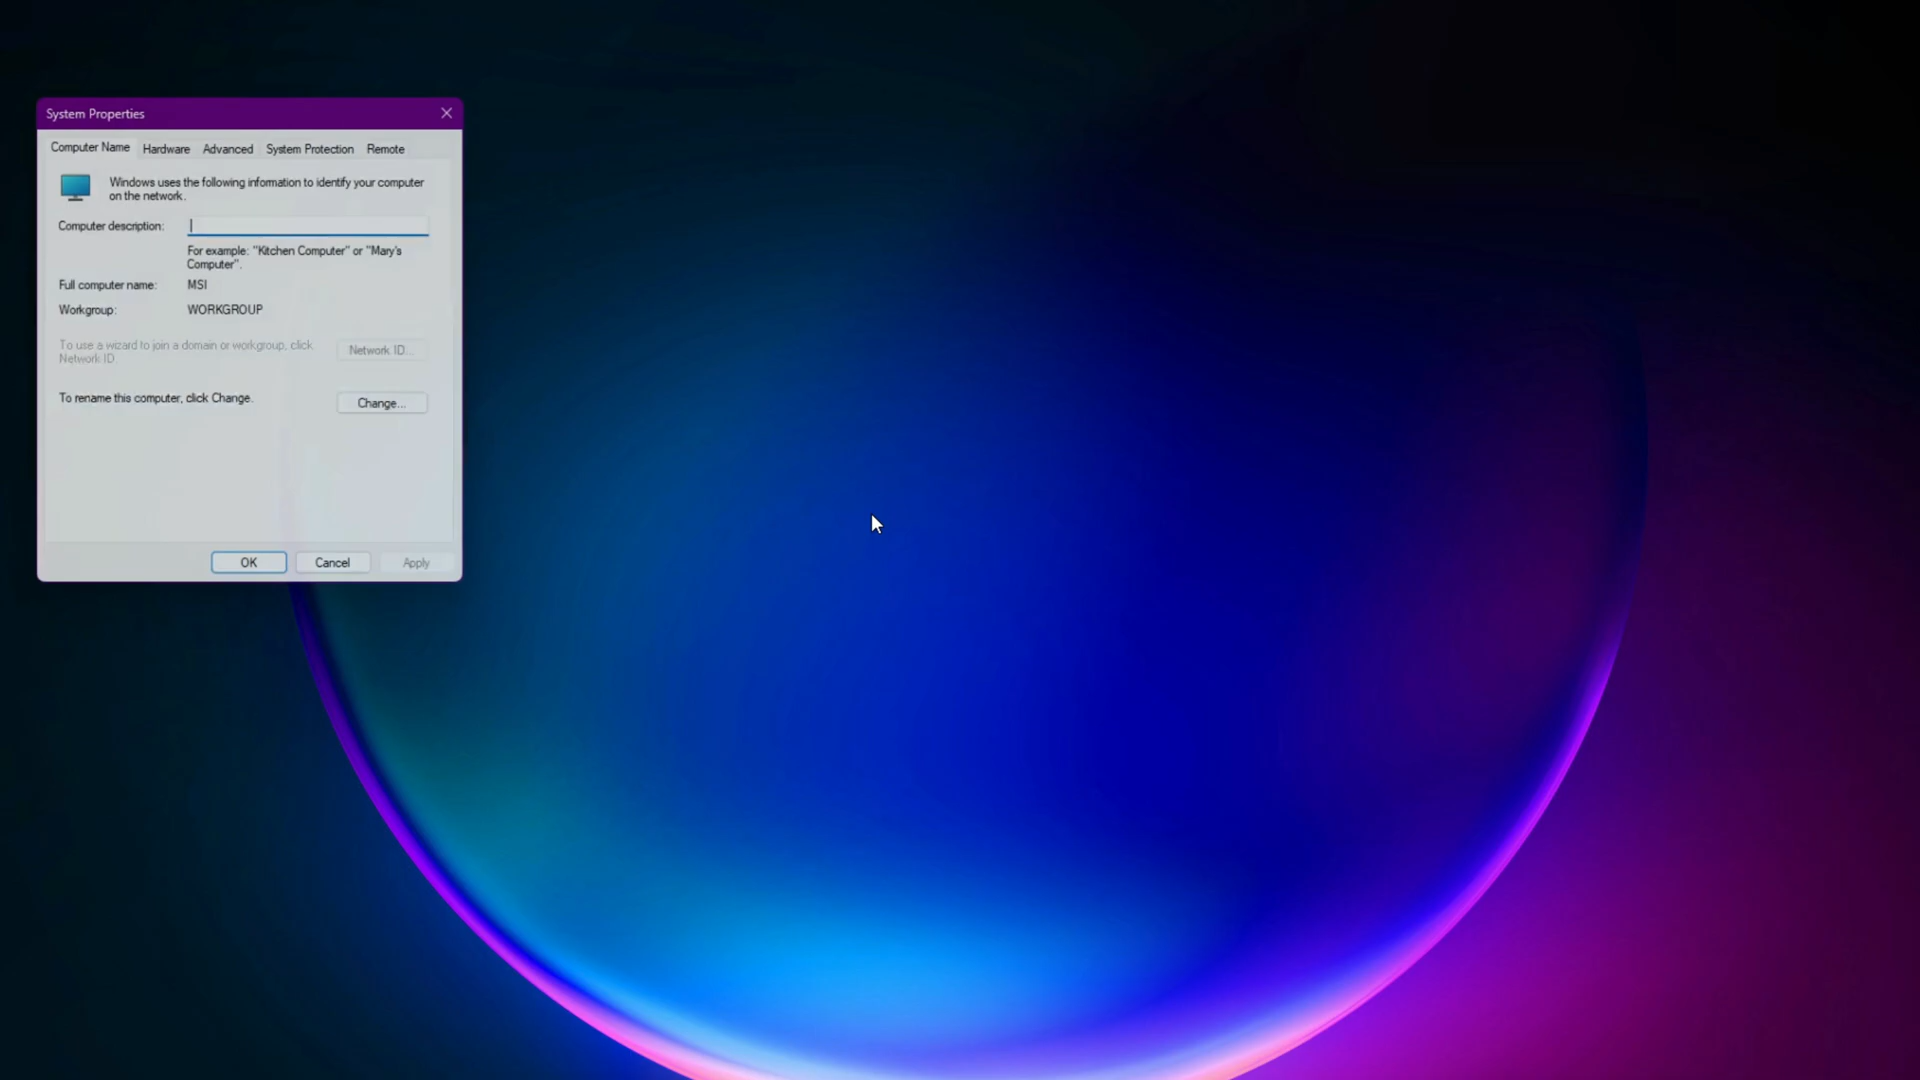 System Properties
Computer Name Hardware Advanced System Protection Remote
Windows uses the following information to identify your computer
on the network.
Computer description:
For example: "Kitchen Computer" or "Mary's
Computer".
Full computer name: MSI
Workgroup: WORKGROUP
To use a wizard to join a domain or workgroup, click
Network ID.
Network ID...
To rename this computer, click Change.
Change...
OK Cancel Apply